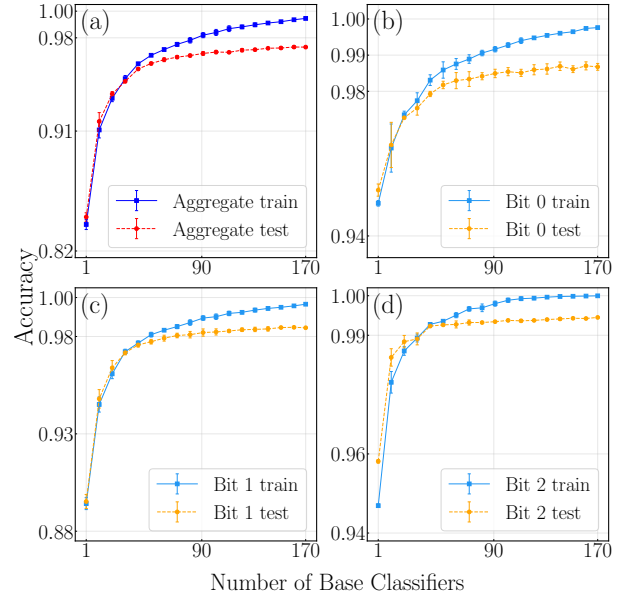 (a)
1.00
0.98
0.91
0.82
Aggregate train
Aggregate test
1
90
170
(b)
1.00
0.99
0.98
0.94
Bit 0 train
Bit 0 test
1
90
170
Accuracy
(c)
1.00
0.98
0.93
0.88
Bit 1 train
Bit 1 test
1
90
170
(d)
1.00
0.99
0.96
0.94
Bit 2 train
Bit 2 test
1
90
170
Number of Base Classifiers